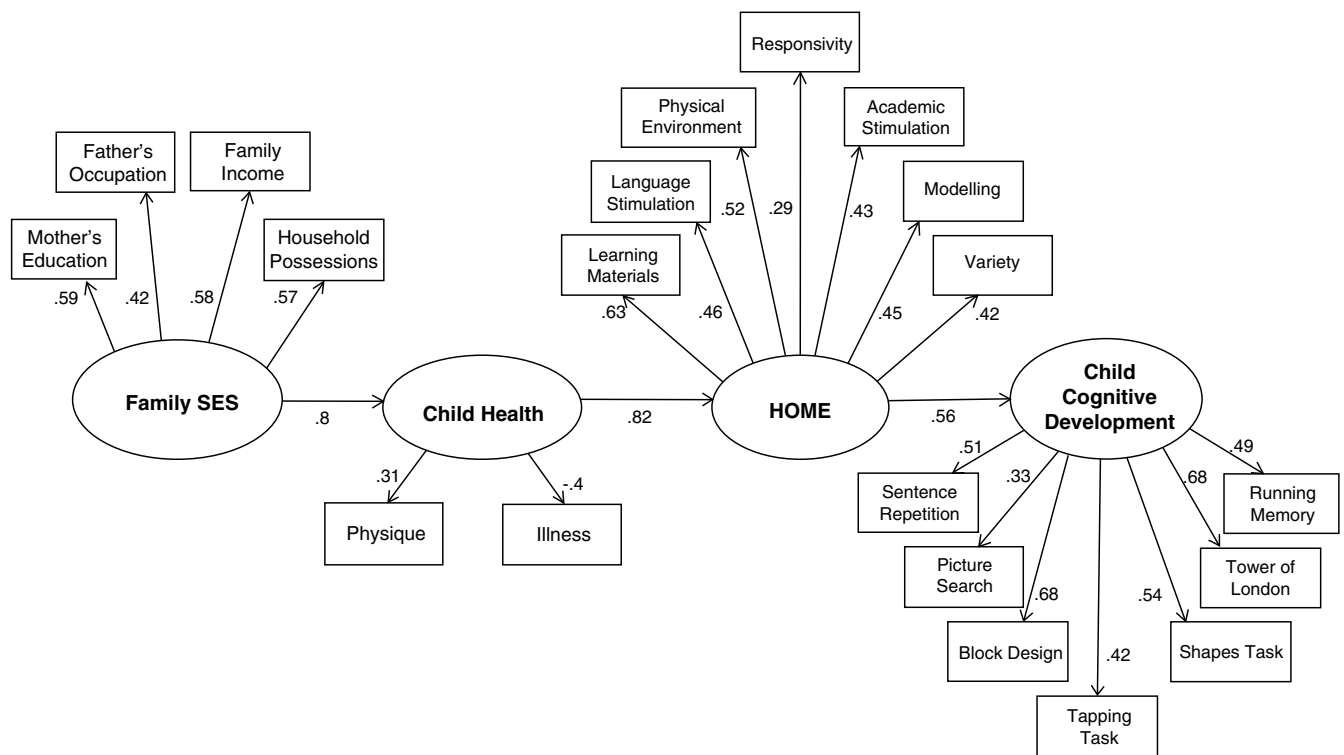 Responsivity
Physical
Environment
Academic
Stimulation
Father's
Occupation
Family
Income
Language
Stimulation
Modelling
.52
.29
.43
Mother's
Education
Household
Possessions
Learning
Materials
Variety
.59
.42
.58
.57
.63
.46
.45
.42
Family SES
.8
Child Health
.82
HOME
.56
Child
Cognitive
Development
.31
-.4
Physique
Illness
.51
.33
.68
.49
Sentence
Repetition
Running
Memory
Picture
Search
Tower of
London
.68
.54
Block Design
.42
Shapes Task
Tapping
Task